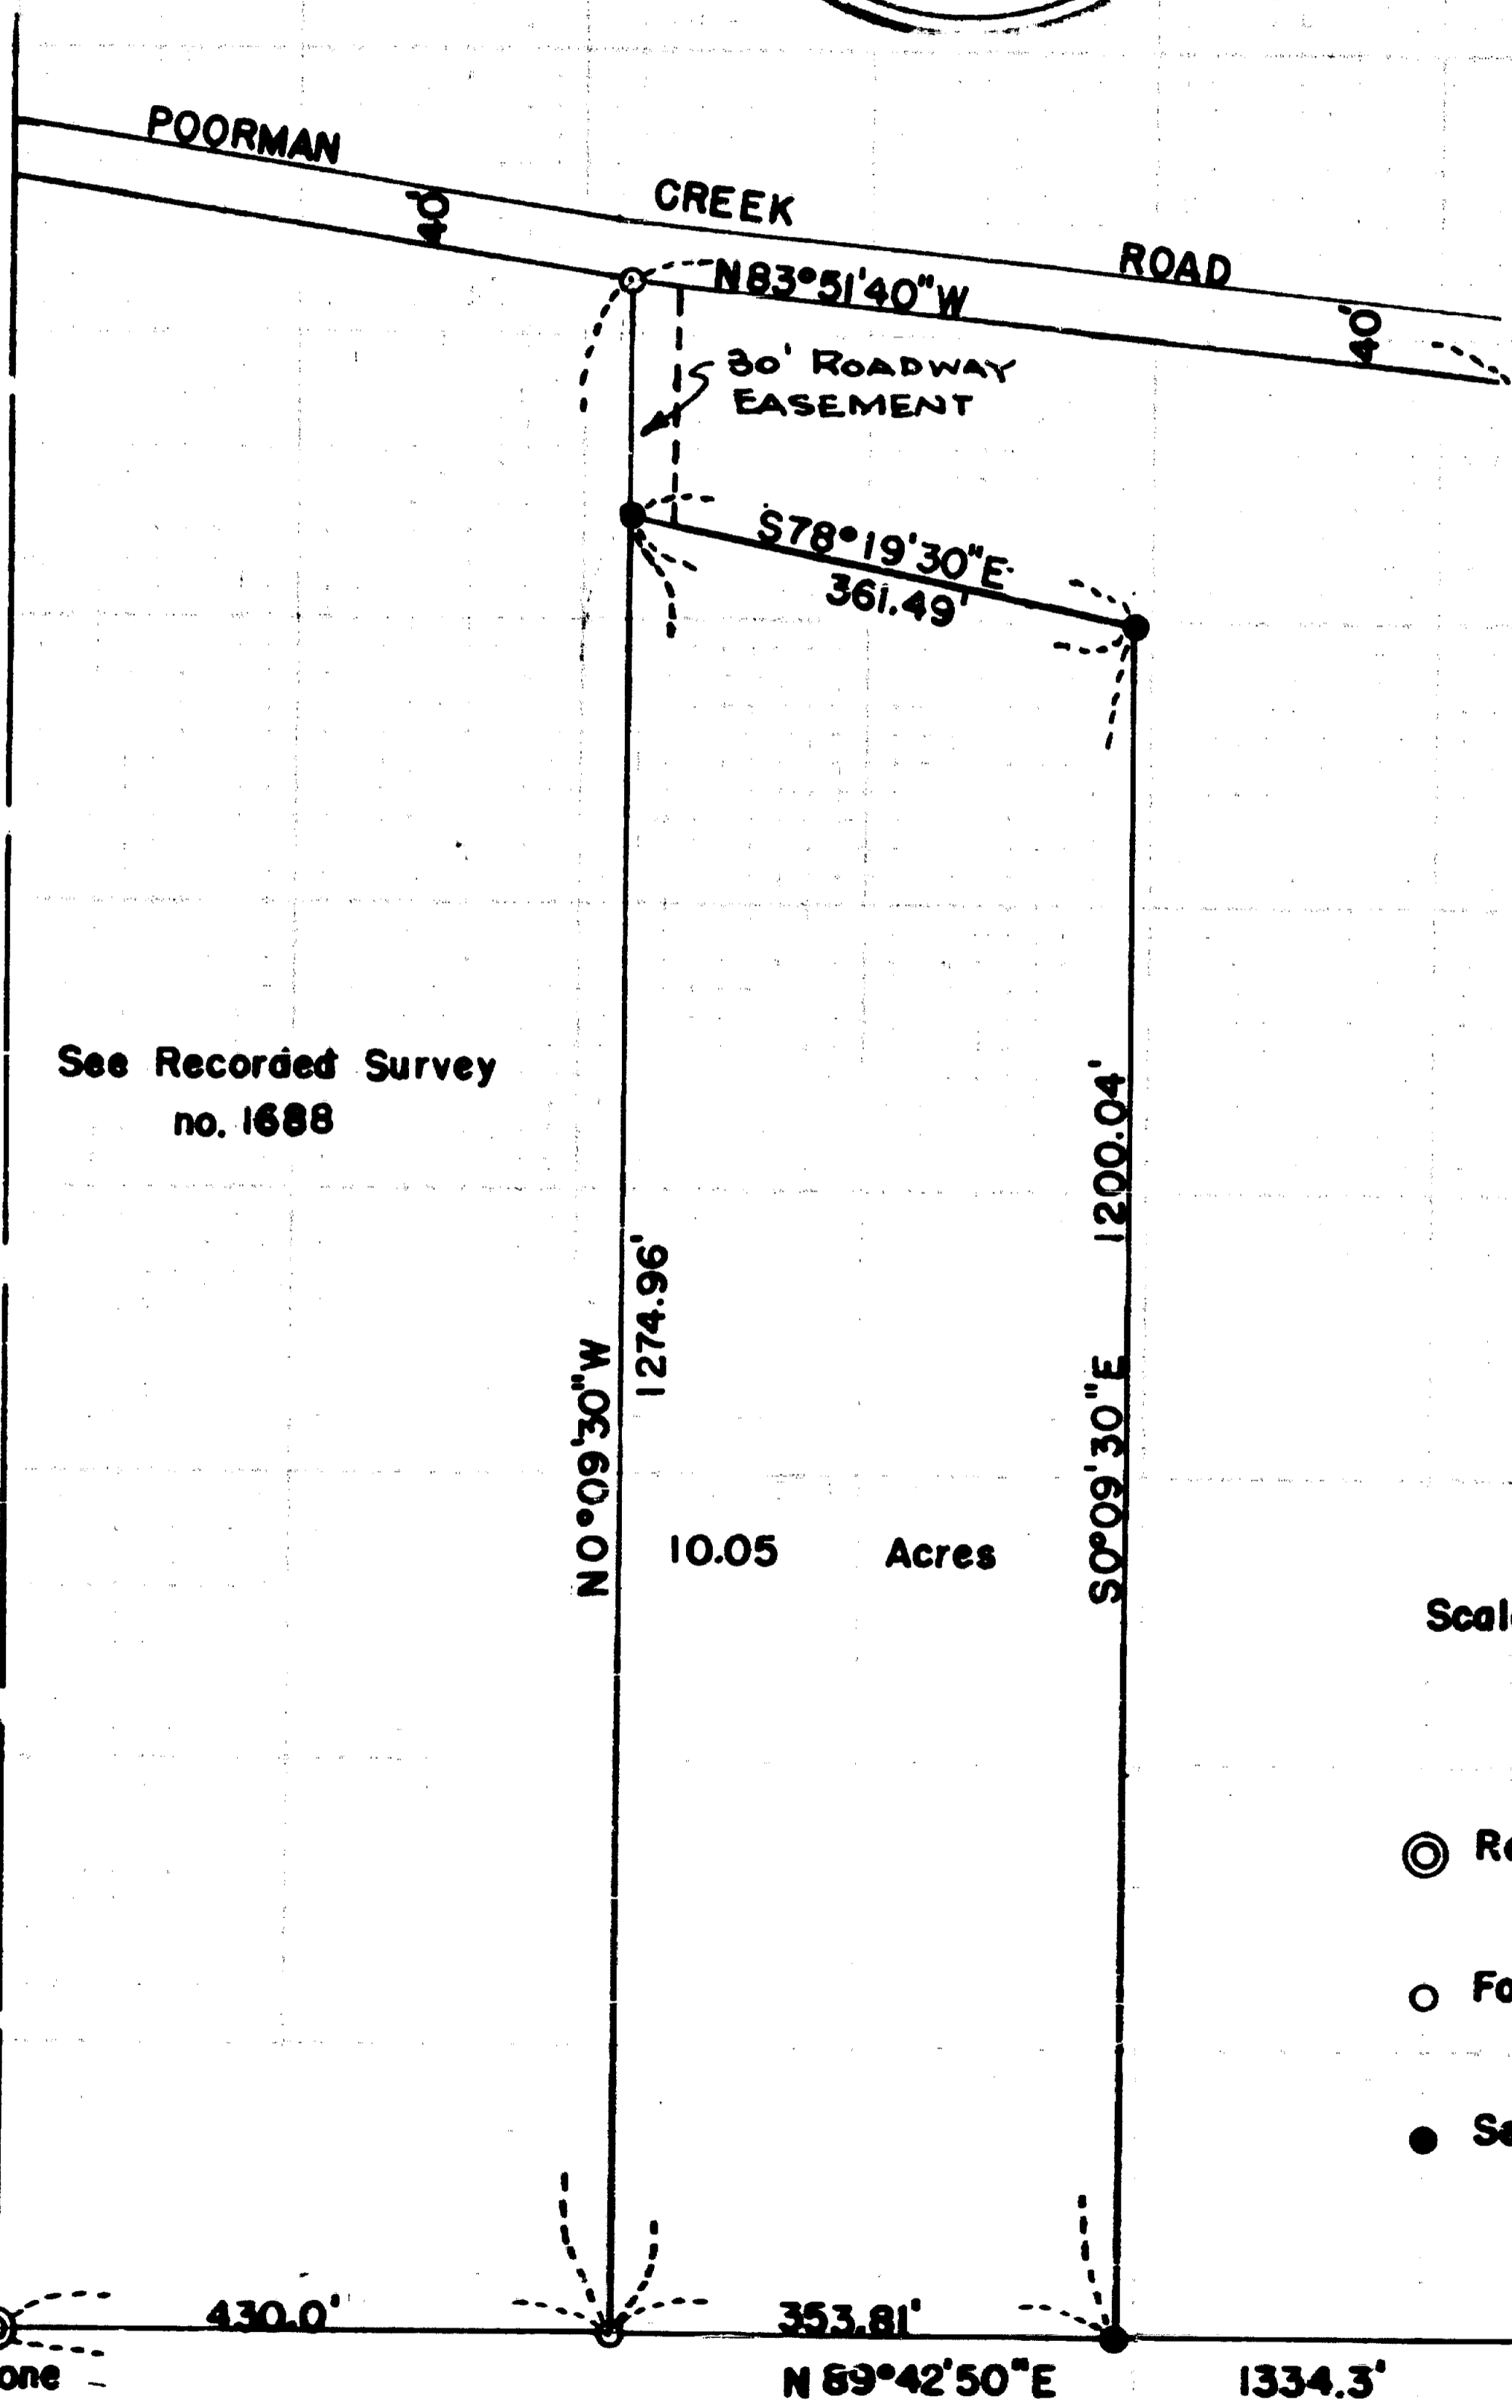 POORMAN CREEK ROAD
40'
40'
N83°51'40"W
30' ROADWAY
EASEMENT
S78°19'30"E
361.49'
See Recorded Survey
no. 1688
1200.04'
1274.96'
N0°09'30"W
S0°09'30"E
10.05 Acres
430.0'
353.81'
N89°42'50"E
1334.3'